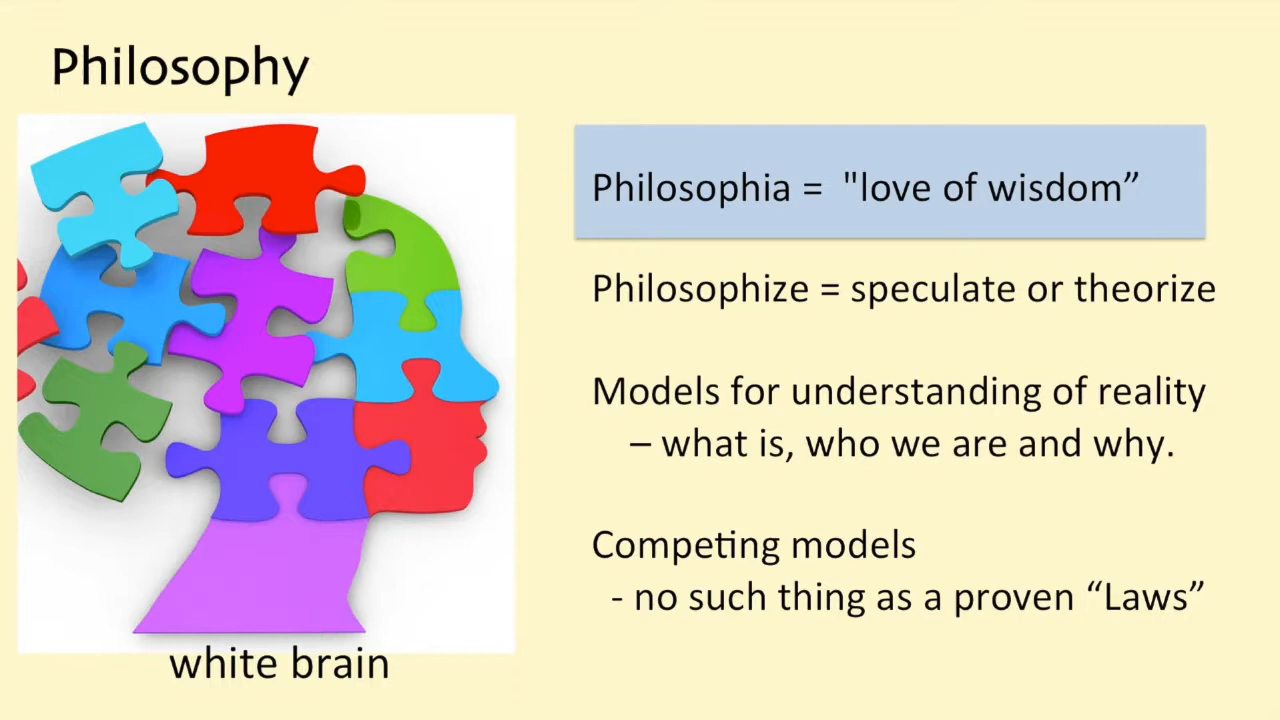 Philosophy
Philosophia = "love of wisdom”
Philosophize = speculate or theorize
Models for understanding of reality
– what is, who we are and why.
Competing models
- no such thing as a proven “Laws”
white brain